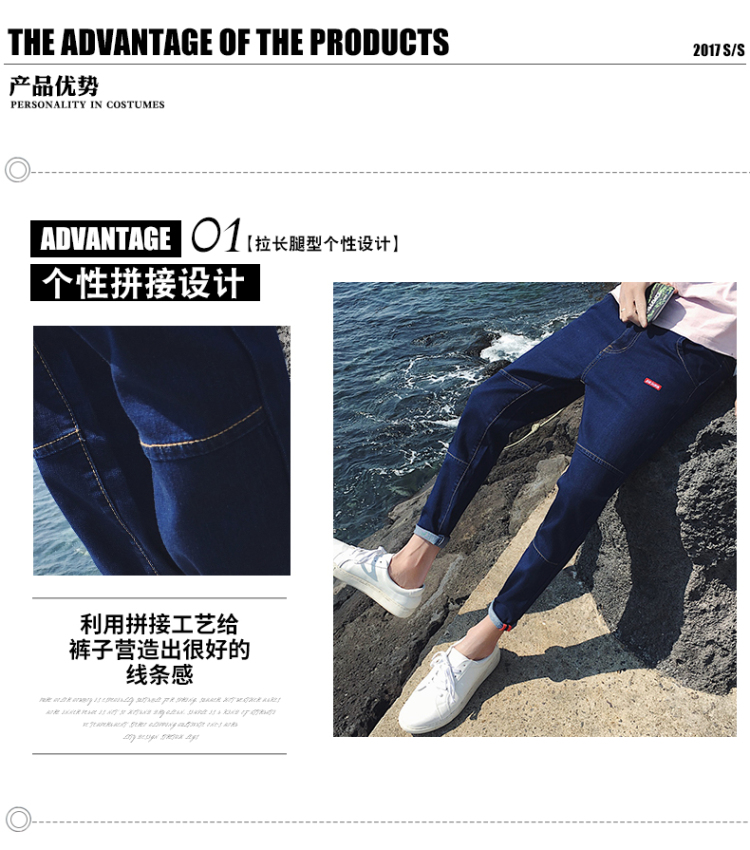 THE ADVANTAGE OF THE PRODUCTS
2017 S/S
产品优势
PERSONALITY IN COSTUMES
ADVANTAGE 01【拉长腿型个性设计】
个性拼接设计
利用拼接工艺给
裤子营造出很好的
线条感